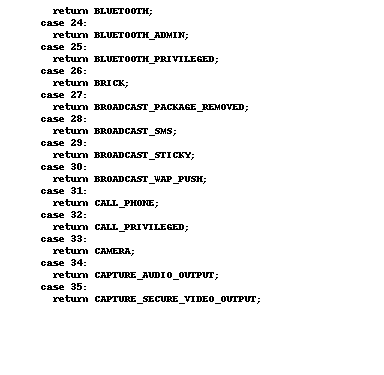 return BLUETOOTH;
case 24:
return BLUETOOTH_ADMIN;
case 25:
return BLUETOOTH_PRIVILEGED;
case 26:
return BRICK;
case 27:
return BROADCAST_PACKAGE_REMOVED;
case 28:
return BROADCAST_SMS;
case 29:
return BROADCAST_STICKY;
case 30:
return BROADCAST_WAP_PUSH;
case 31:
return CALL_PHONE;
case 32:
return CALL_PRIVILEGED;
case 33:
return CAMERA;
case 34:
return CAPTURE_AUDIO_OUTPUT;
case 35:
return CAPTURE_SECURE_VIDEO_OUTPUT;